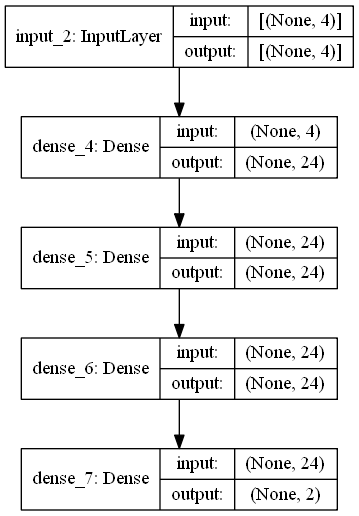 input_2: InputLayer
input: [(None, 4)]
output: [(None, 4)]
dense_4: Dense
input: (None, 4)
output: (None, 24)
dense_5: Dense
input: (None, 24)
output: (None, 24)
dense_6: Dense
input: (None, 24)
output: (None, 24)
dense_7: Dense
input: (None, 24)
output: (None, 2)